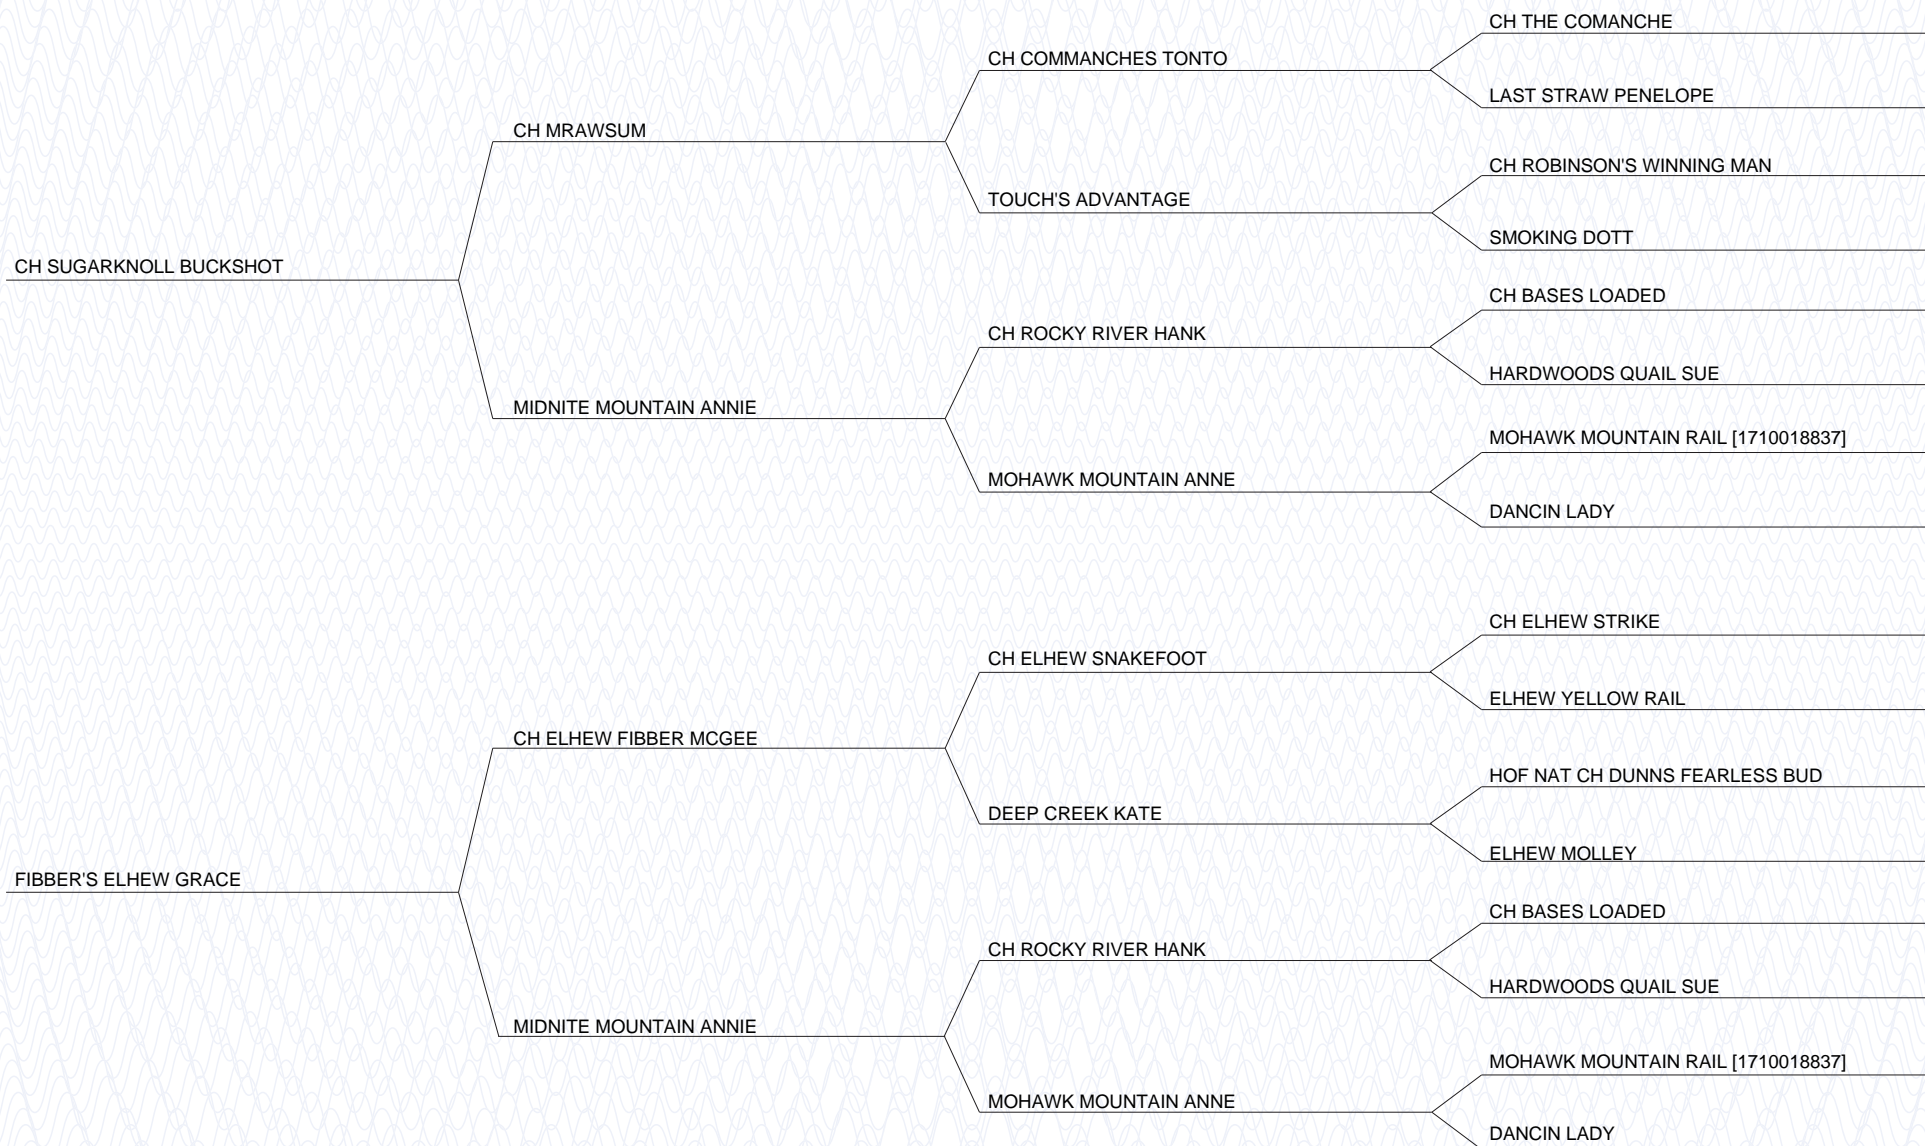 CH THE COMANCHE
CH COMMANCHES TONTO
LAST STRAW PENELOPE
CH MRAWSUM
CH ROBINSON'S WINNING MAN
TOUCH'S ADVANTAGE
SMOKING DOTT
CH SUGARKNOLL BUCKSHOT
CH BASES LOADED
CH ROCKY RIVER HANK
HARDWOODS QUAIL SUE
MIDNITE MOUNTAIN ANNIE
MOHAWK MOUNTAIN RAIL [1710018837]
MOHAWK MOUNTAIN ANNE
DANCIN LADY
CH ELHEW STRIKE
CH ELHEW SNAKEFOOT
ELHEW YELLOW RAIL
CH ELHEW FIBBER MCGEE
HOF NAT CH DUNNS FEARLESS BUD
DEEP CREEK KATE
ELHEW MOLLEY
FIBBER'S ELHEW GRACE
CH BASES LOADED
CH ROCKY RIVER HANK
HARDWOODS QUAIL SUE
MIDNITE MOUNTAIN ANNIE
MOHAWK MOUNTAIN RAIL [1710018837]
MOHAWK MOUNTAIN ANNE
DANCIN LADY